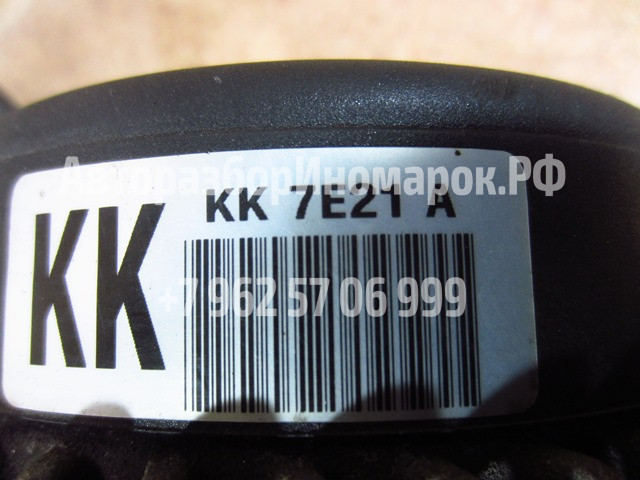 АвторазборИномарок.РФ
KK 7E21 A
KK
+7 962 57 06 999